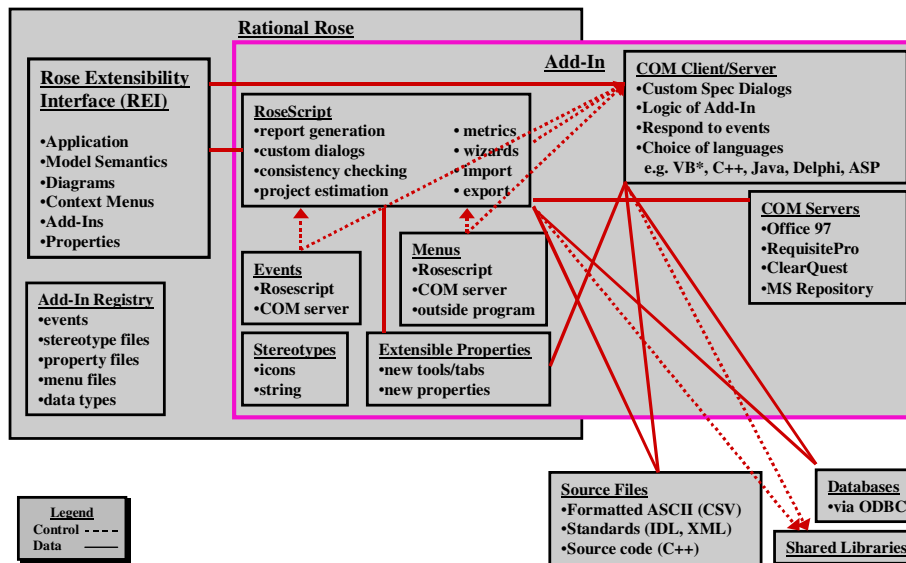 Rational Rose
Rose Extensibility
Interface (REI)
•Application
•Model Semantics
•Diagrams
•Context Menus
•Add-Ins
•Properties
Add-In Registry
•events
•stereotype files
•property files
•menu files
•data types
Add-In
RoseScript
•report generation
•custom dialogs
•consistency checking
•project estimation
•metrics
•wizards
•import
•export
COM Client/Server
•Custom Spec Dialogs
•Logic of Add-In
•Respond to events
•Choice of languages
e.g. VB*, C++, Java, Delphi, ASP
COM Servers
•Office 97
•RequisitePro
•ClearQuest
•MS Repository
Events
•Rosescript
•COM server
Menus
•Rosescript
•COM server
•outside program
Stereotypes
•icons
•string
Extensible Properties
•new tools/tabs
•new properties
Source Files
•Formatted ASCII (CSV)
•Standards (IDL, XML)
•Source code (C++)
Databases
•via ODBC
Shared Libraries
Legend
Control
Data